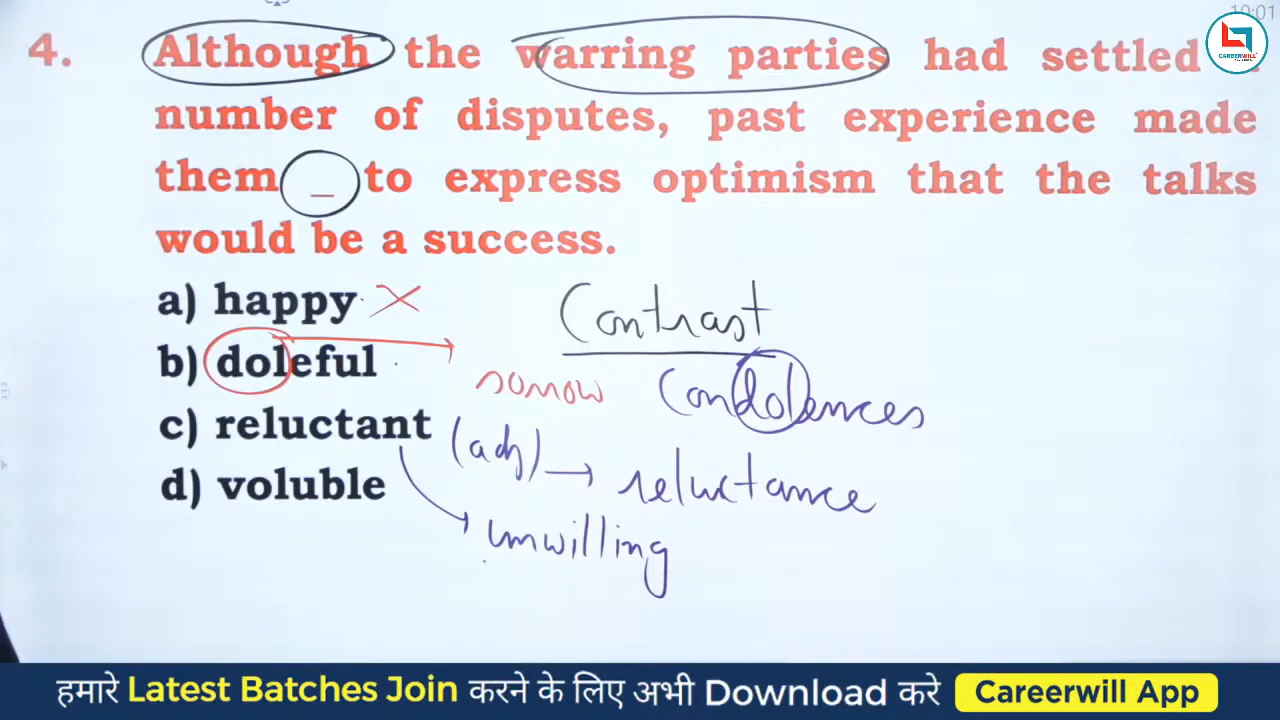 10:01
CAREERWILL
4. Although the warring parties had settled
number of disputes, past experience made
them _ to express optimism that the talks
would be a success.
a) happy
Contrast
b) doleful
sorrow Condolences
c) reluctant (adj) → reluctance
d) voluble
unwilling
हमारे Latest Batches Join करने के लिए अभी Download करे Careerwill App